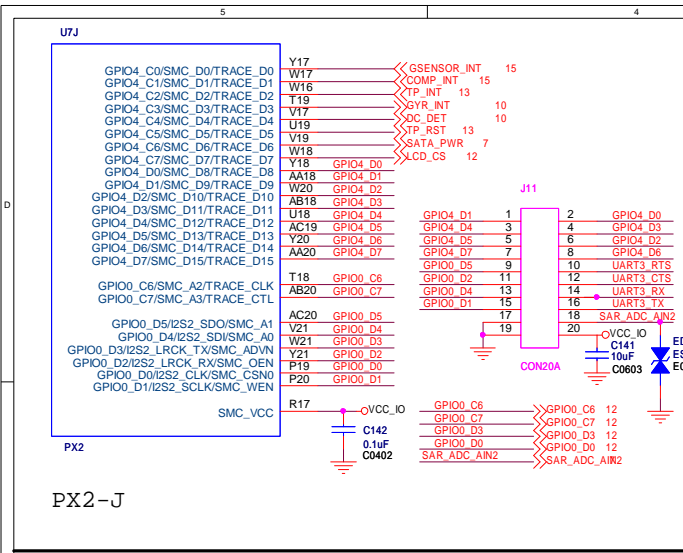 5
4
D
U7J
GPIO4_C0/SMC_D0/TRACE_D0 Y17 GSENSOR_INT 15
GPIO4_C1/SMC_D1/TRACE_D1 W17 COMP_INT 15
GPIO4_C2/SMC_D2/TRACE_D2 W16 TP_INT 13
GPIO4_C3/SMC_D3/TRACE_D3 T19 GYR_INT 10
GPIO4_C4/SMC_D4/TRACE_D4 V17 DC_DET 10
GPIO4_C5/SMC_D5/TRACE_D5 U19 TP_RST 13
GPIO4_C6/SMC_D6/TRACE_D6 V19 SATA_PWR 7
GPIO4_C7/SMC_D7/TRACE_D7 W18 LCD_CS 12
GPIO4_D0/SMC_D8/TRACE_D8 Y18 GPIO4_D0
GPIO4_D1/SMC_D9/TRACE_D9 AA18 GPIO4_D1
GPIO4_D2/SMC_D10/TRACE_D10 W20 GPIO4_D2
GPIO4_D3/SMC_D11/TRACE_D11 AB18 GPIO4_D3
GPIO4_D4/SMC_D12/TRACE_D12 U18 GPIO4_D4
GPIO4_D5/SMC_D13/TRACE_D13 AC19 GPIO4_D5
GPIO4_D6/SMC_D14/TRACE_D14 Y20 GPIO4_D6
GPIO4_D7/SMC_D15/TRACE_D15 AA20 GPIO4_D7
GPIO0_C6/SMC_A2/TRACE_CLK T18 GPIO0_C6
GPIO0_C7/SMC_A3/TRACE_CTL AB20 GPIO0_C7
GPIO0_D5/I2S2_SDO/SMC_A1 AC20 GPIO0_D5
GPIO0_D4/I2S2_SDI/SMC_A0 V21 GPIO0_D4
GPIO0_D3/I2S2_LRCK_TX/SMC_ADVN W21 GPIO0_D3
GPIO0_D2/I2S2_LRCK_RX/SMC_OEN Y21 GPIO0_D2
GPIO0_D0/I2S2_CLK/SMC_CSN0 P19 GPIO0_D0
GPIO0_D1/I2S2_SCLK/SMC_WEN P20 GPIO0_D1
SMC_VCC R17 VCC_IO
PX2
C142
0.1uF
C0402
J11
GPIO4_D1 1 2 GPIO4_D0
GPIO4_D4 3 4 GPIO4_D3
GPIO4_D5 5 6 GPIO4_D2
GPIO4_D7 7 8 GPIO4_D6
GPIO0_D5 9 10 UART3_RTS
GPIO0_D2 11 12 UART3_CTS
GPIO0_D4 13 14 UART3_RX
GPIO0_D1 15 16 UART3_TX
17 18 SAR_ADC_AIN2
19 20 VCC_IO
CON20A
C141
10uF
C0603
GPIO0_C6 GPIO0_C6 12
GPIO0_C7 GPIO0_C7 12
GPIO0_D3 GPIO0_D3 12
GPIO0_D0 GPIO0_D0 12
SAR_ADC_AIN2 SAR_ADC_AIN2
PX2-J